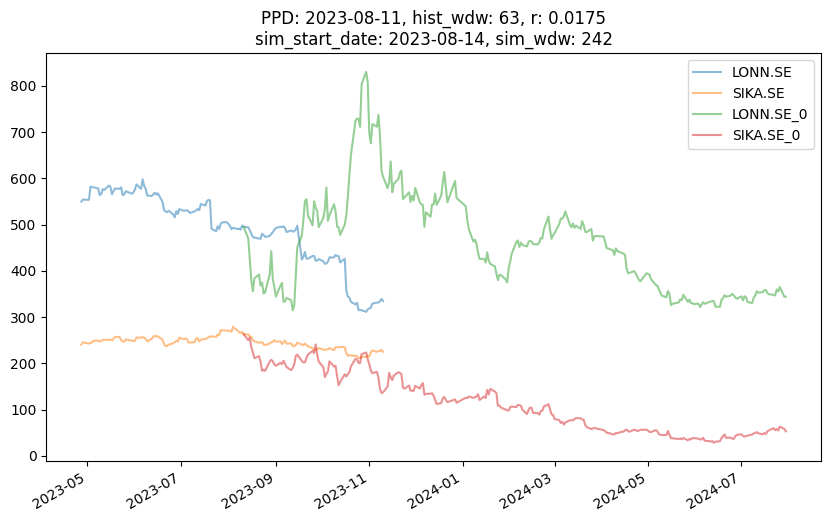 PPD: 2023-08-11, hist_wdw: 63, r: 0.0175
sim_start_date: 2023-08-14, sim_wdw: 242
LONN.SE
SIKA.SE
LONN.SE_0
SIKA.SE_0
800
700
600
500
400
300
200
100
0
2023-05
2023-07
2023-09
2023-11
2024-01
2024-03
2024-05
2024-07